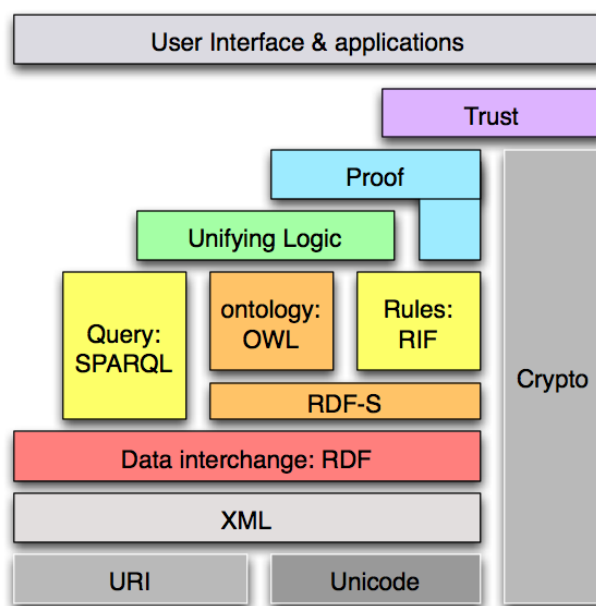 User Interface & applications
Trust
Proof
Unifying Logic
Query:
SPARQL
ontology:
OWL
Rules:
RIF
Crypto
RDF-S
Data interchange: RDF
XML
URI
Unicode